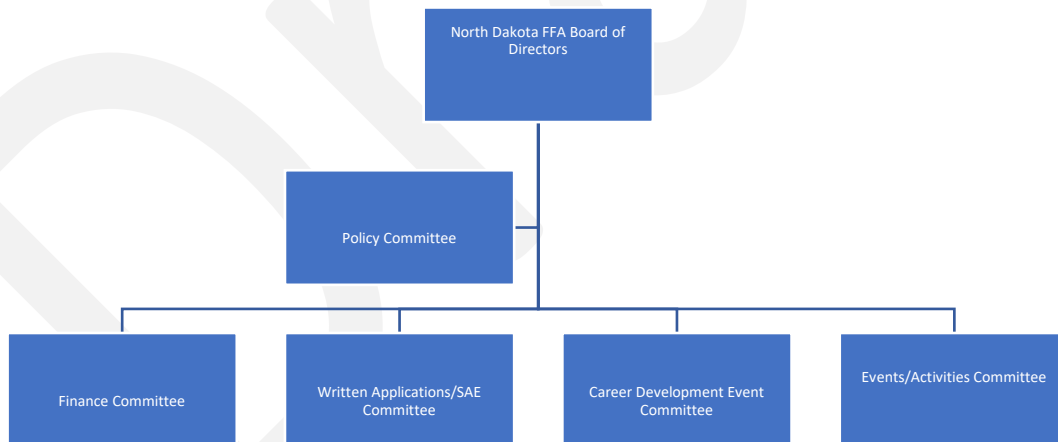 North Dakota FFA Board of
Directors
Policy Committee
Finance Committee
Written Applications/SAE
Committee
Career Development Event
Committee
Events/Activities Committee